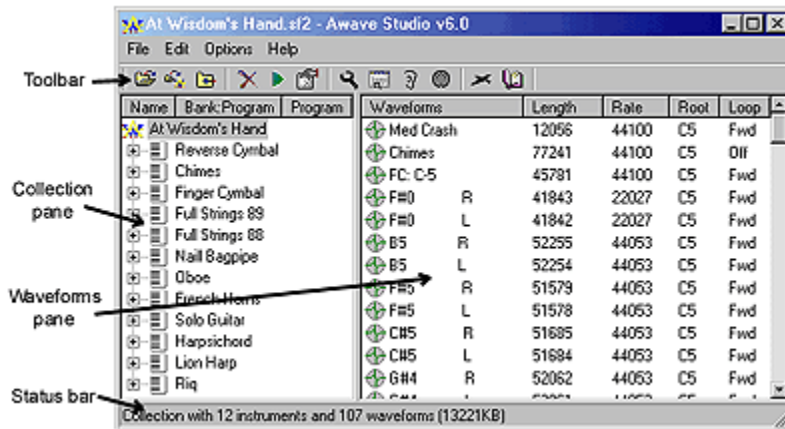 At Wisdom's Hand.sf2 - Awave Studio v6.0
File Edit Options Help
Toolbar
Name Bank:Program Program
At Wisdom's Hand
Reverse Cymbal
Chimes
Finger Cymbal
Collection pane
Full Strings 89
Full Strings 88
Naill Bagpipe
Oboe
French Horns
Waveforms pane
Solo Guitar
Harpsichord
Lion Harp
Riq
Waveforms Length Rate Root Loop
Med Crash 12056 44100 C5 Fwd
Chimes 77241 44100 C5 Off
FC: C-5 45781 44100 C5 Fwd
F#0 R 41843 22027 C5 Fwd
F#0 L 41842 22027 C5 Fwd
B5 R 52255 44053 C5 Fwd
B5 L 52254 44053 C5 Fwd
F#5 R 51579 44053 C5 Fwd
F#5 L 51578 44053 C5 Fwd
C#5 R 51685 44053 C5 Fwd
C#5 L 51684 44053 C5 Fwd
G#4 R 52062 44053 C5 Fwd
Status bar
Collection with 12 instruments and 107 waveforms (13221KB)